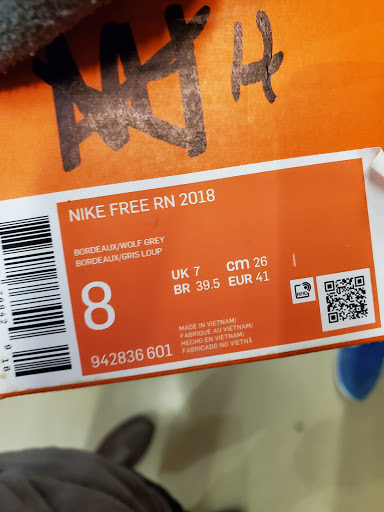 NIKE FREE RN 2018
BORDEAUX/WOLF GREY
BORDEAUX/GRIS LOUP
8
UK 7 cm 26
BR 39.5 EUR 41
942836 601
MADE IN VIETNAM/
FABRIQUE AU VIETNAM/
HECHO EN VIETNAM/
FABRICADO NO VIETNÃ